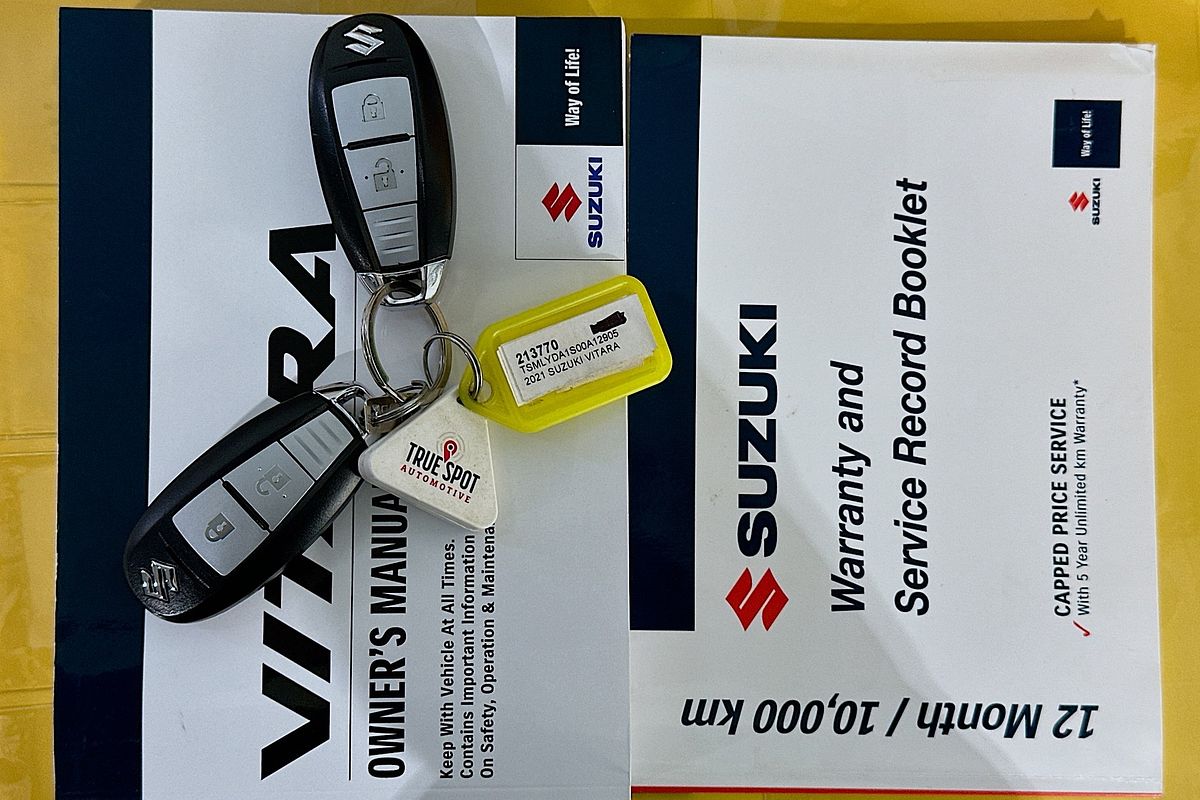 VITARA
OWNER'S MANUA
Keep With Vehicle At All Times.
Contains Important Information
On Safety, Operation & Maintena
SUZUKI
Way of Life!
213770
TSMLYDA1S00A12905
2021 SUZUKI VITARA
TRUE SPOT
AUTOMOTIVE
SUZUKI
Warranty and
Service Record Booklet
CAPPED PRICE SERVICE
✓ With 5 Year Unlimited km Warranty*
SUZUKI
Way of Life!
12 Month / 10,000 km